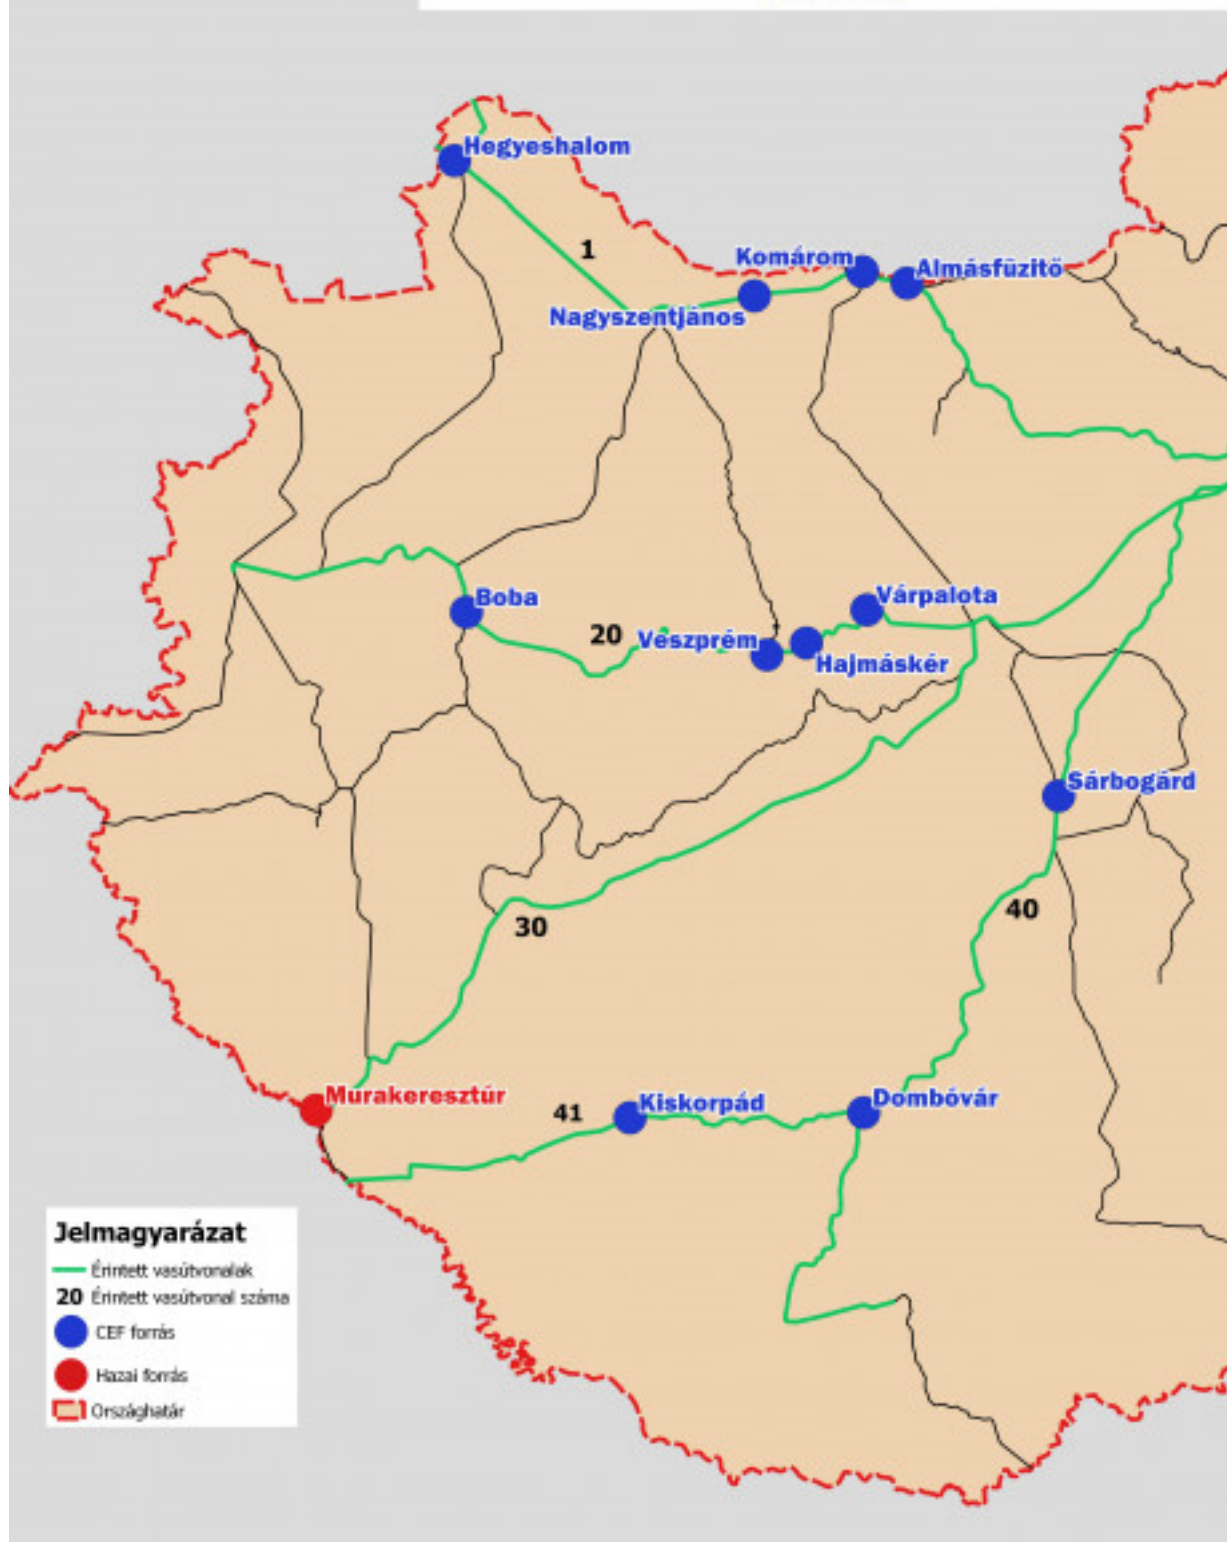 Hegyeshalom
1
Komárom
Almásfüzitő
Nagyszentjános
Boba
Várpalota
20
Veszprém
Hajmáskér
Sárbogárd
30
40
Murakeresztúr
41
Kiskorpád
Dombóvár
Jelmagyarázat
Érintett vasútvonalak
20 Érintett vasútvonal száma
CEF forrás
Hazai forrás
Országhatár